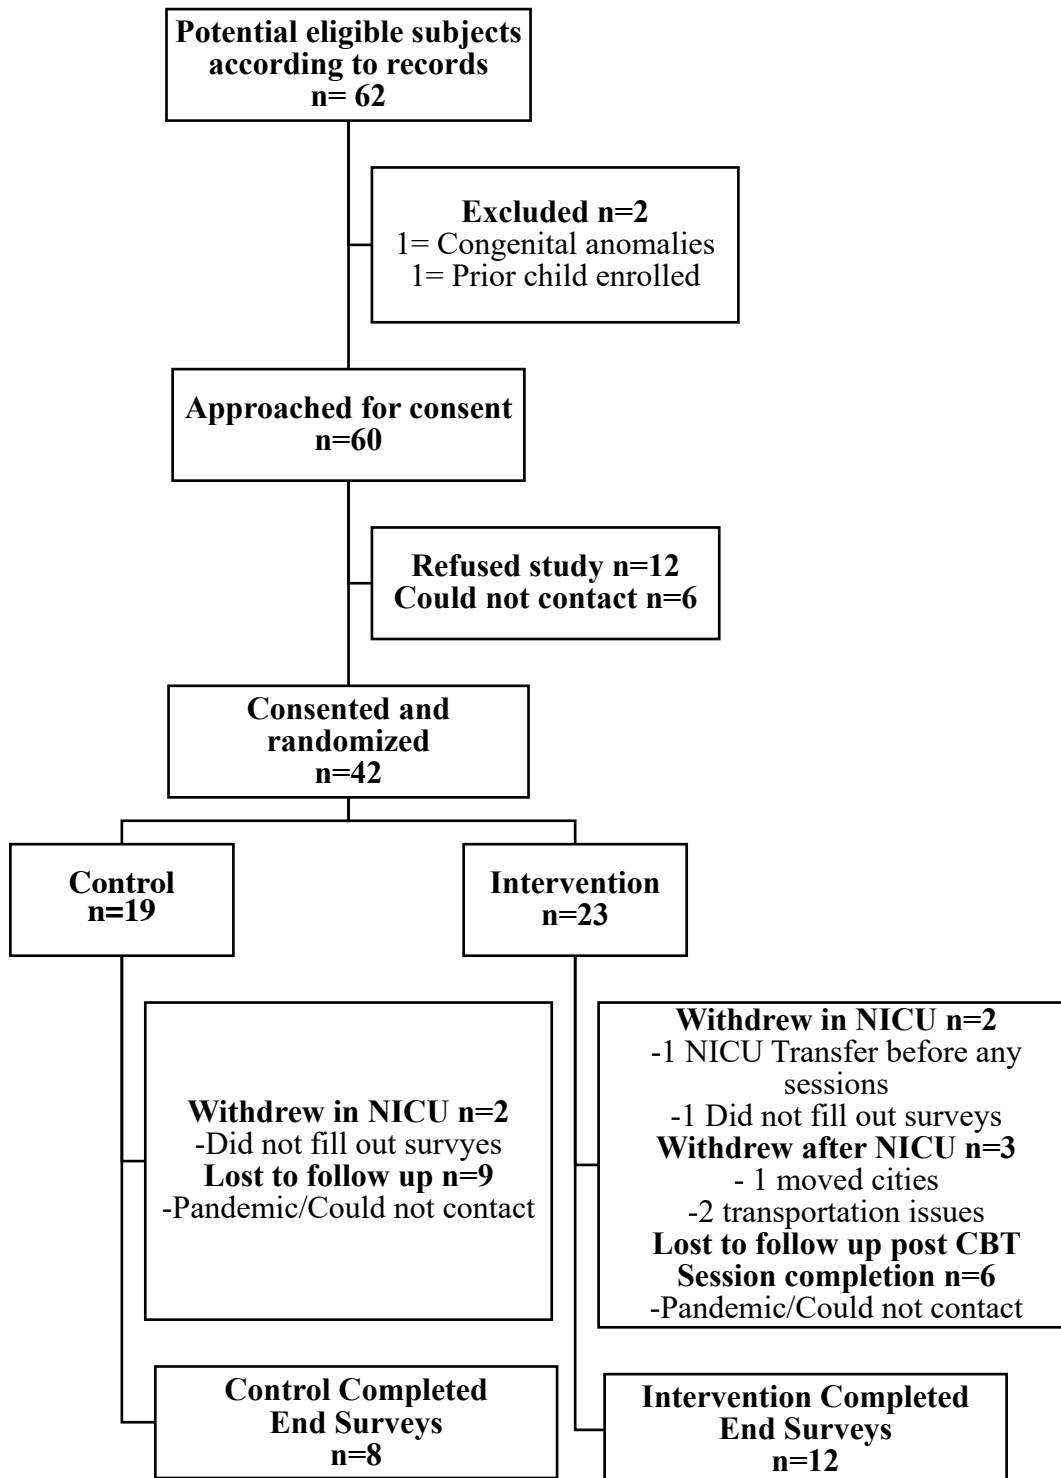 Potential eligible subjects
according to records
n= 62
Excluded n=2
1= Congenital anomalies
1= Prior child enrolled
Approached for consent
n=60
Refused study n=12
Could not contact n=6
Consented and
randomized
n=42
Control
n=19
Intervention
n=23
Withdrew in NICU n=2
-Did not fill out survyes
Lost to follow up n=9
-Pandemic/Could not contact
Withdrew in NICU n=2
-1 NICU Transfer before any
sessions
-1 Did not fill out surveys
Withdrew after NICU n=3
- 1 moved cities
-2 transportation issues
Lost to follow up post CBT
Session completion n=6
-Pandemic/Could not contact
Control Completed
End Surveys
n=8
Intervention Completed
End Surveys
n=12